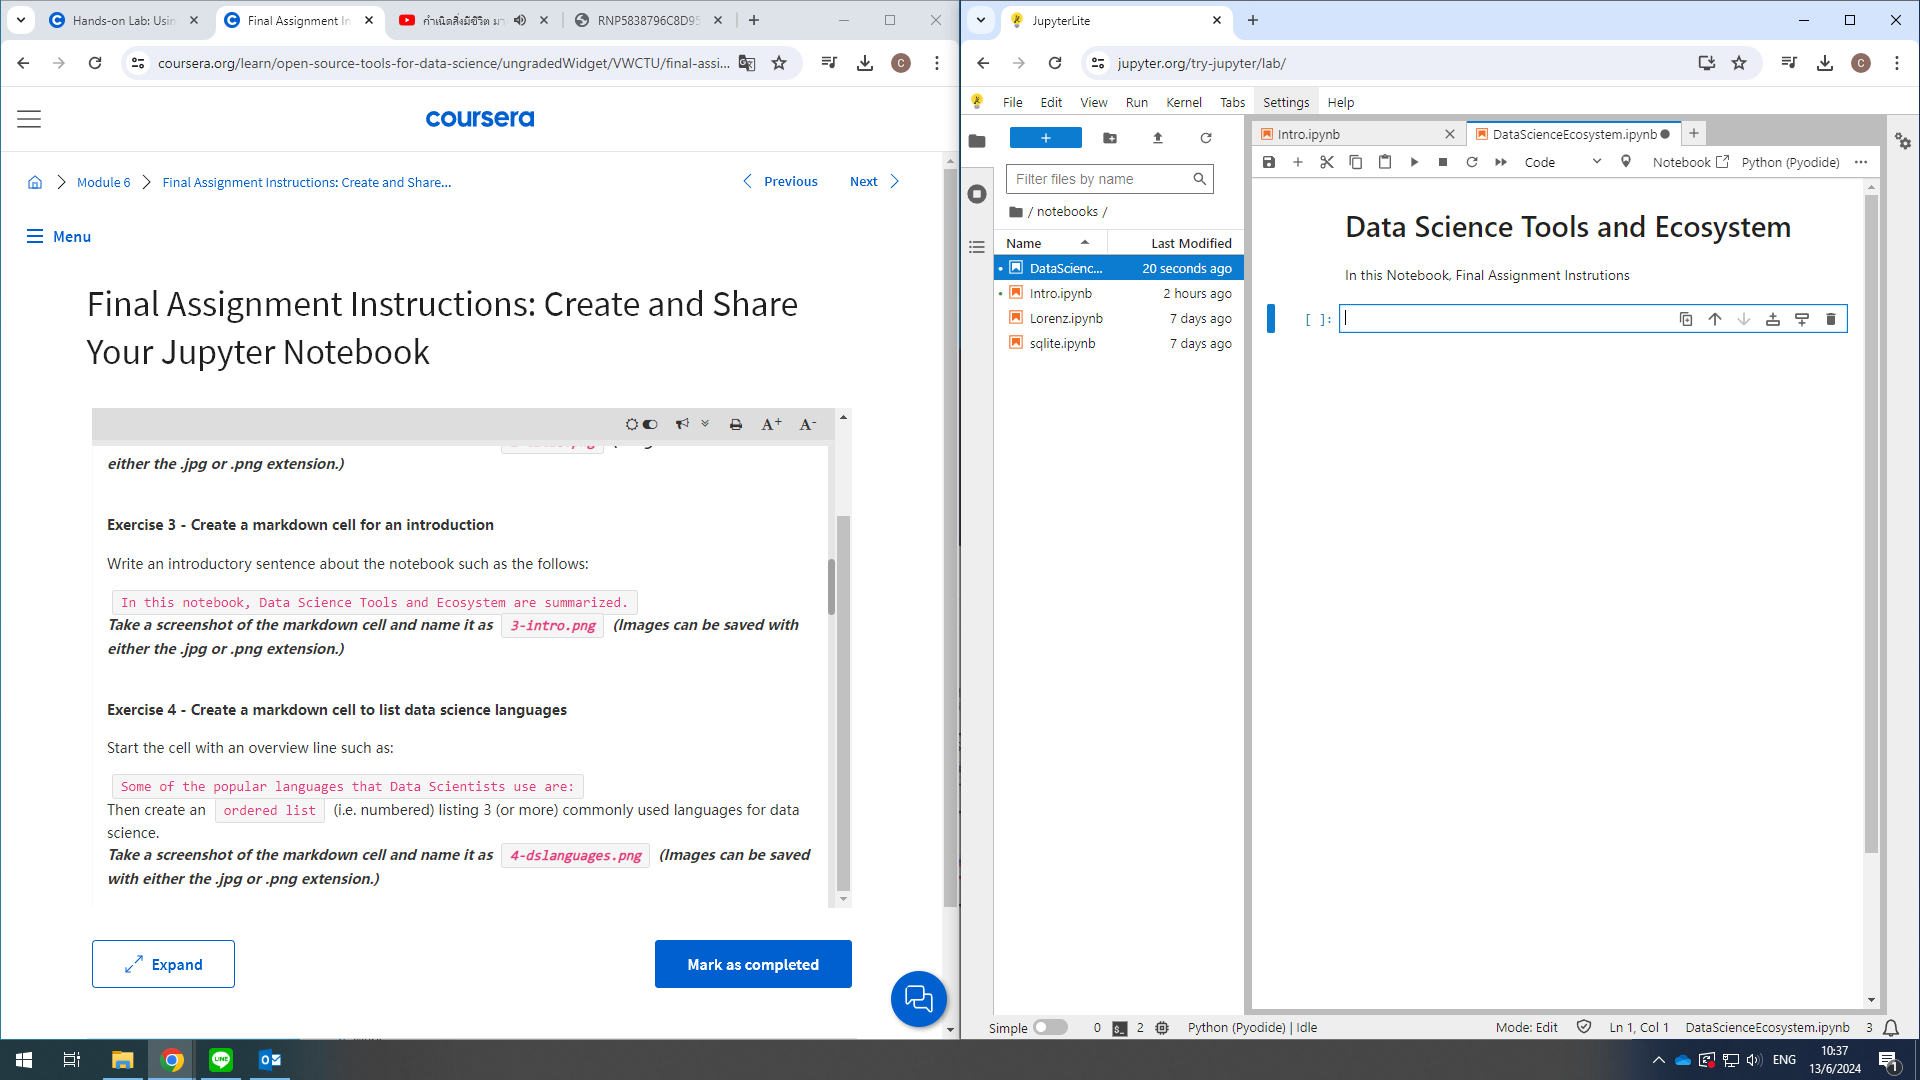 Hands-on Lab: Usin
Final Assignment In
กำเนิดสิ่งมีชีวิต มา
RNP5838796C8D95
coursera.org/learn/open-source-tools-for-data-science/ungradedWidget/VWCTU/final-assi...
C
coursera
Module 6
Final Assignment Instructions: Create and Share...
Previous
Next
Menu
Final Assignment Instructions: Create and Share
Your Jupyter Notebook
A+
A-
either the .jpg or .png extension.)
Exercise 3 - Create a markdown cell for an introduction
Write an introductory sentence about the notebook such as the follows:
In this notebook, Data Science Tools and Ecosystem are summarized.
Take a screenshot of the markdown cell and name it as 3-intro.png (Images can be saved with
either the .jpg or .png extension.)
Exercise 4 - Create a markdown cell to list data science languages
Start the cell with an overview line such as:
Some of the popular languages that Data Scientists use are:
Then create an ordered list (i.e. numbered) listing 3 (or more) commonly used languages for data
science.
Take a screenshot of the markdown cell and name it as 4-dslanguages.png (Images can be saved
with either the .jpg or .png extension.)
Expand
Mark as completed
JupyterLite
jupyter.org/try-jupyter/lab/
C
File Edit View Run Kernel Tabs Settings Help
Filter files by name
/ notebooks /
Name Last Modified
DataScienc... 20 seconds ago
Intro.ipynb 2 hours ago
Lorenz.ipynb 7 days ago
sqlite.ipynb 7 days ago
Intro.ipynb
DataScienceEcosystem.ipynb
Code
Notebook
Python (Pyodide)
Data Science Tools and Ecosystem
In this Notebook, Final Assignment Instrutions
[ ]:
Simple 0 2 Python (Pyodide) | Idle
Mode: Edit Ln 1, Col 1 DataScienceEcosystem.ipynb 3
LINE
ENG
10:37
13/6/2024
1